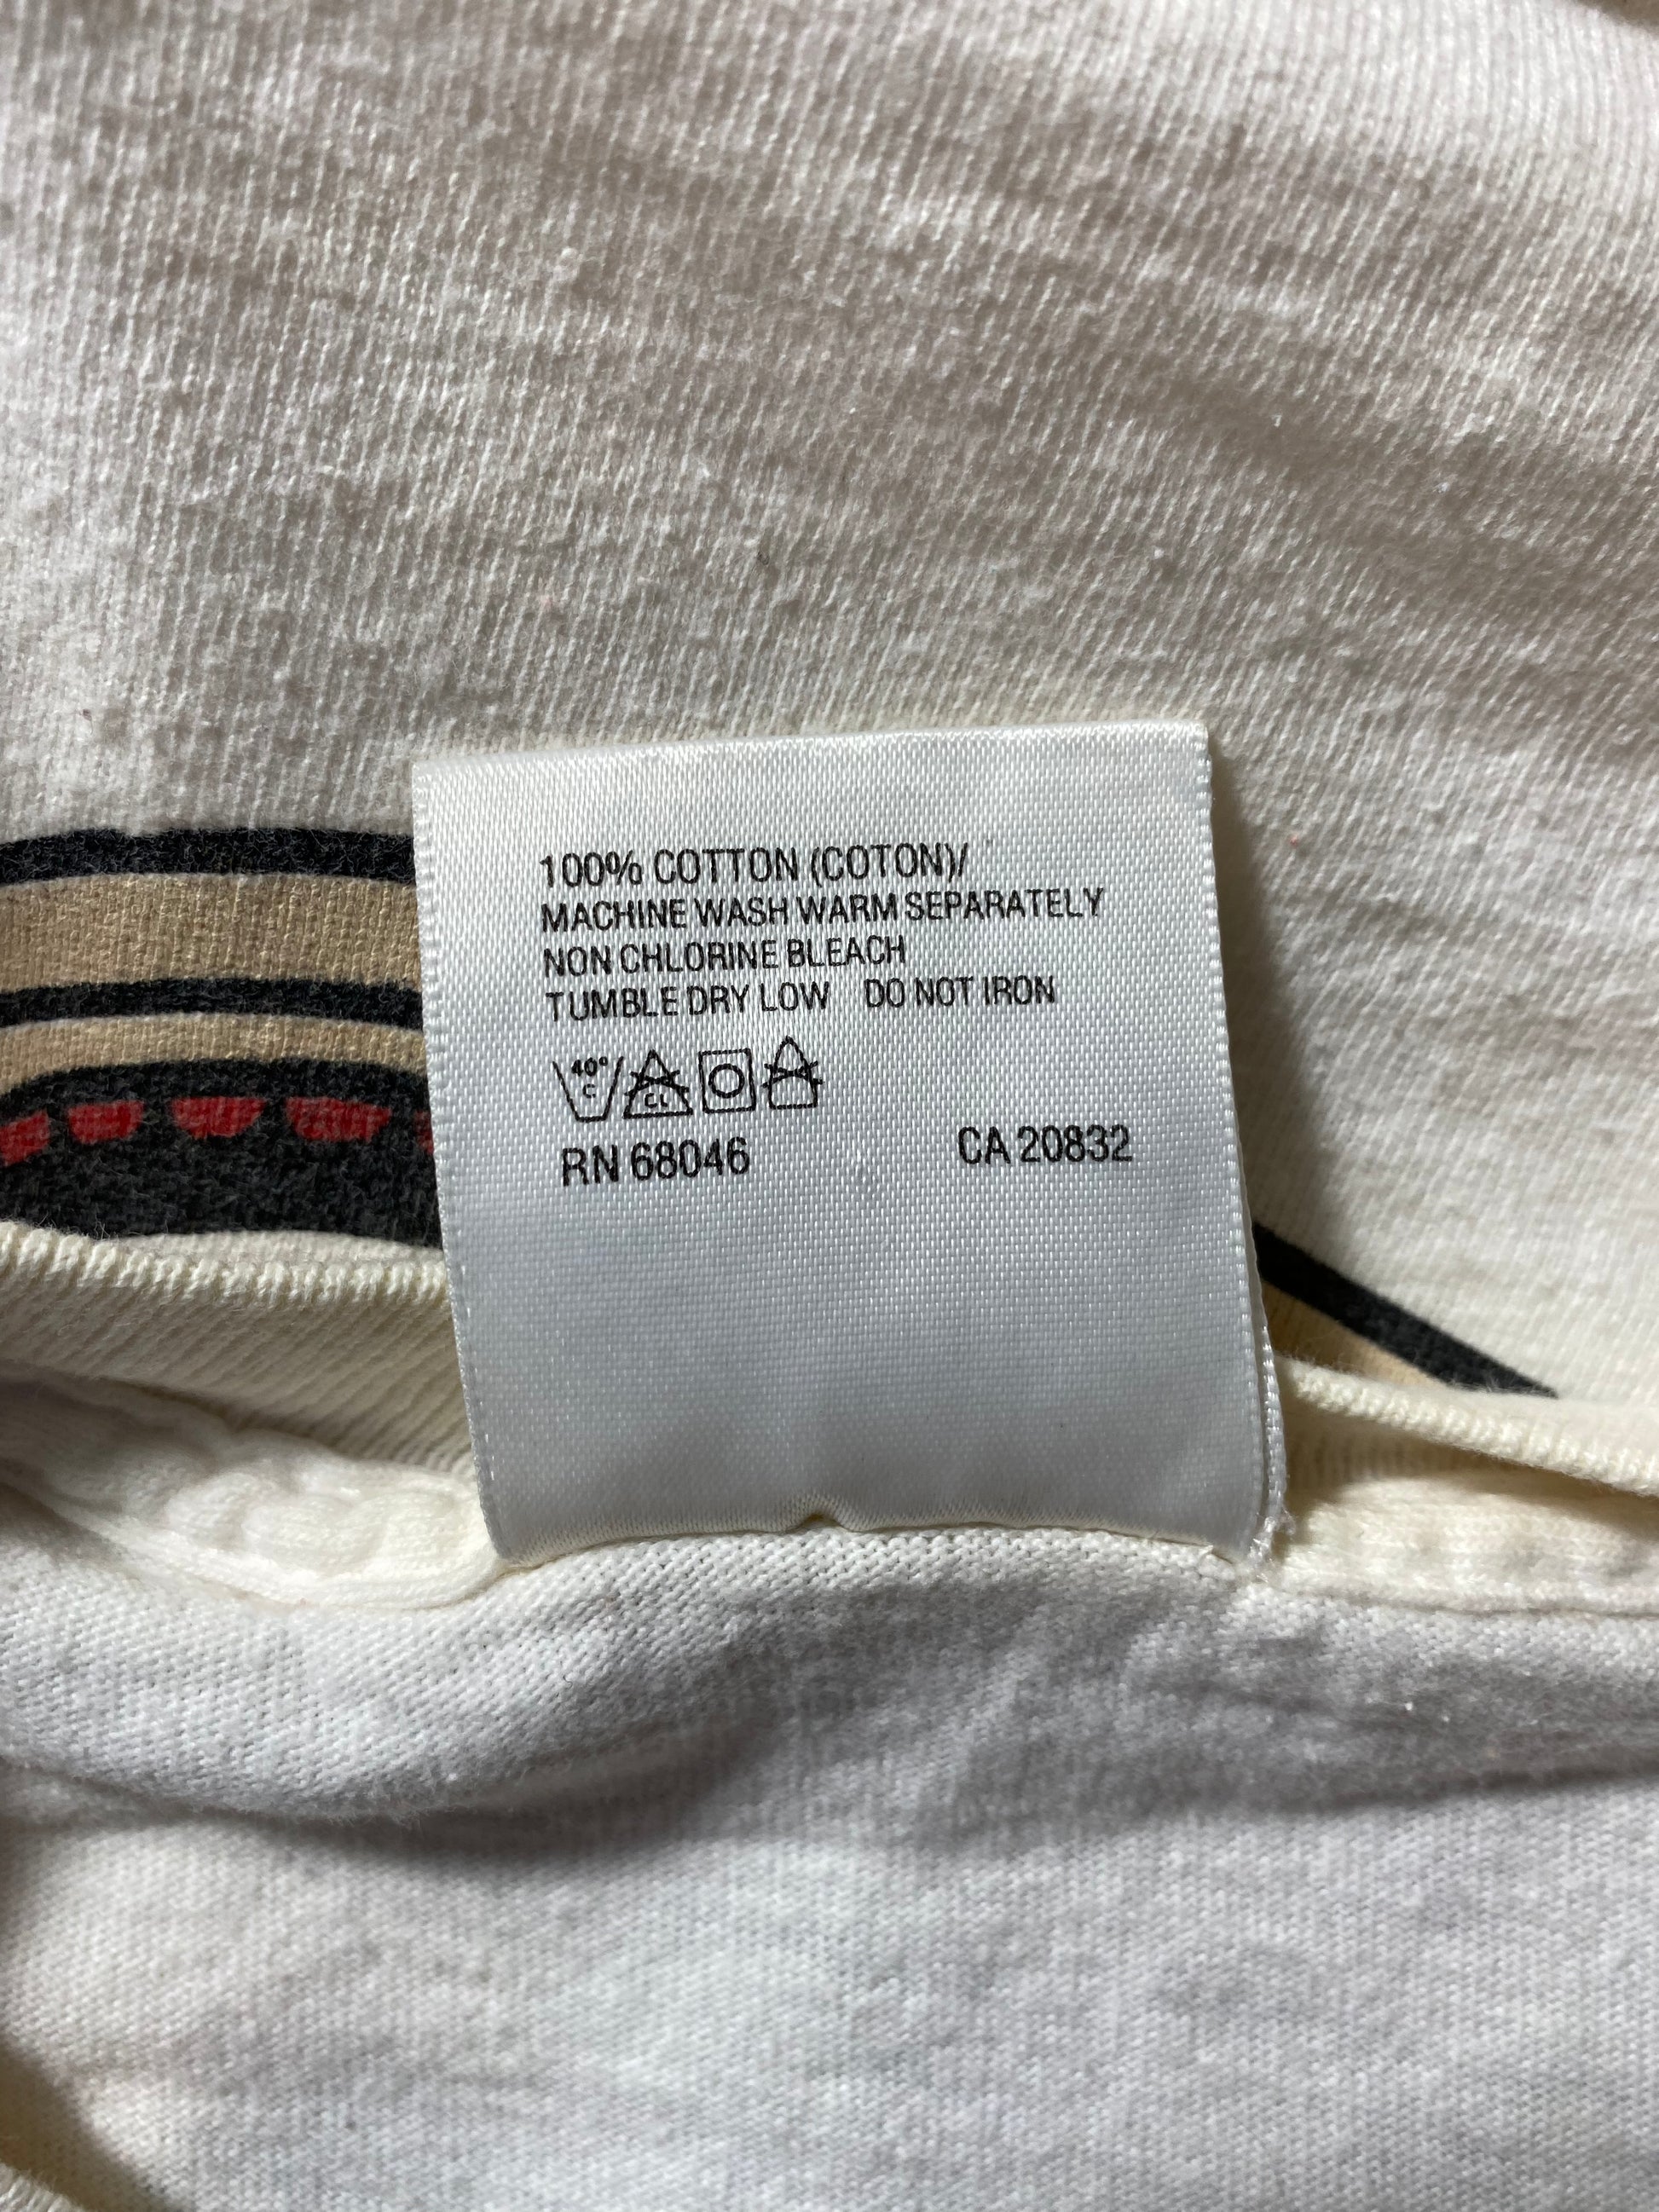 100% COTTON (COTON)/
MACHINE WASH WARM SEPARATELY
NON CHLORINE BLEACH
TUMBLE DRY LOW DO NOT IRON
40° C CL
RN 68046 CA 20832